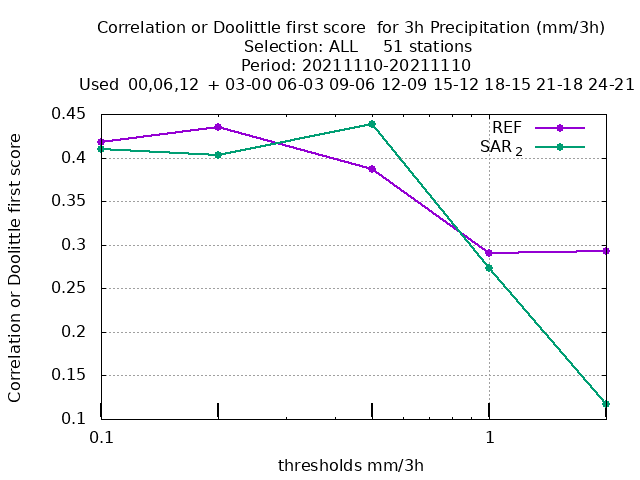 Correlation or Doolittle first score  for 3h Precipitation (mm/3h)
Selection: ALL     51 stations
Period: 20211110-20211110
Used  00,06,12  + 03-00 06-03 09-06 12-09 15-12 18-15 21-18 24-21
0.45
REF
SAR 2
0.4
0.35
0.3
0.25
0.2
0.15
0.1
Correlation or Doolittle first score
0.1
1
thresholds mm/3h